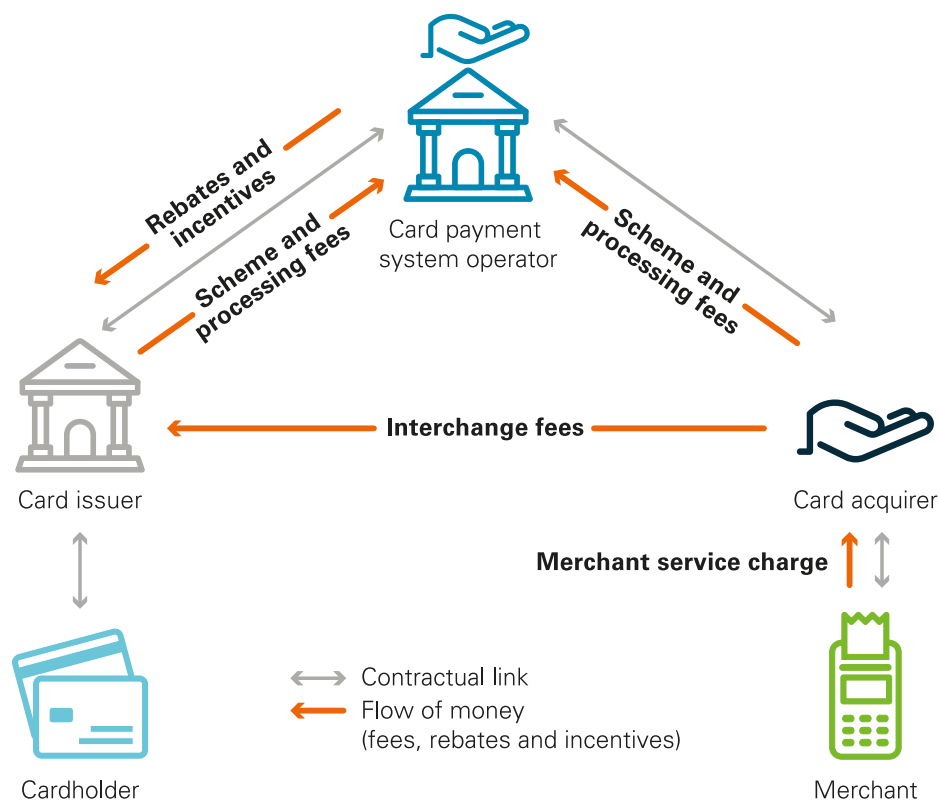 Rebates and
incentives
Scheme and
processing fees
Card payment
system operator
Scheme and
processing fees
Interchange fees
Card issuer
Card acquirer
Merchant service charge
Contractual link
Flow of money
(fees, rebates and incentives)
Cardholder
Merchant